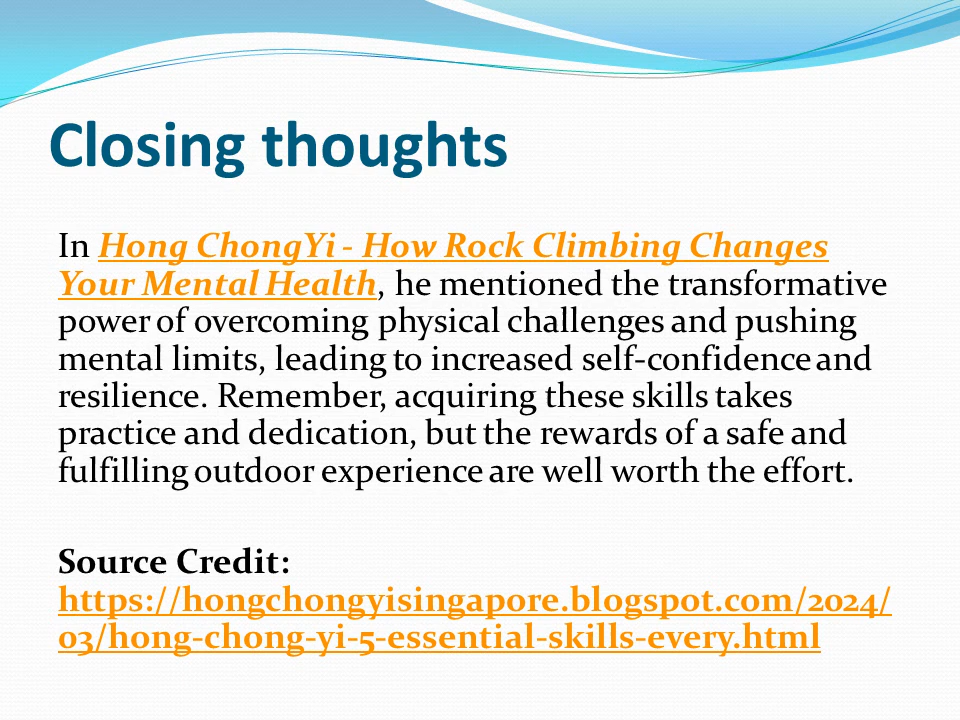 Closing thoughts
In Hong ChongYi - How Rock Climbing Changes
Your Mental Health, he mentioned the transformative
power of overcoming physical challenges and pushing
mental limits, leading to increased self-confidence and
resilience. Remember, acquiring these skills takes
practice and dedication, but the rewards of a safe and
fulfilling outdoor experience are well worth the effort.
Source Credit:
https://hongchongyisingapore.blogspot.com/2024/
03/hong-chong-yi-5-essential-skills-every.html